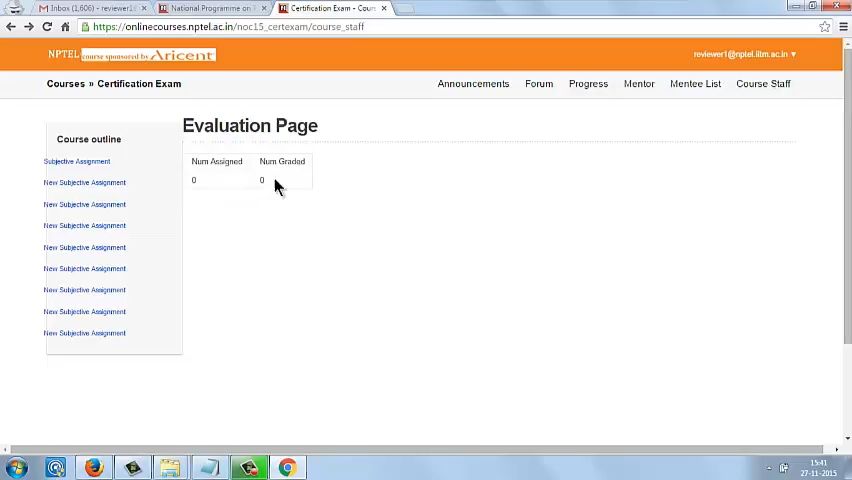 Inbox (1,606) - reviewer1
National Programme on
Certification Exam - Cours
https://onlinecourses.nptel.ac.in/noc15_certexam/course_staff
NPTEL course sponsored by Aricent
reviewer1@nptel.iitm.ac.in ▼
Courses » Certification Exam
Announcements Forum Progress Mentor Mentee List Course Staff
Evaluation Page
Course outline
Subjective Assignment
New Subjective Assignment
New Subjective Assignment
New Subjective Assignment
New Subjective Assignment
New Subjective Assignment
New Subjective Assignment
New Subjective Assignment
New Subjective Assignment
Num Assigned Num Graded
0 0
15:41
27-11-2015